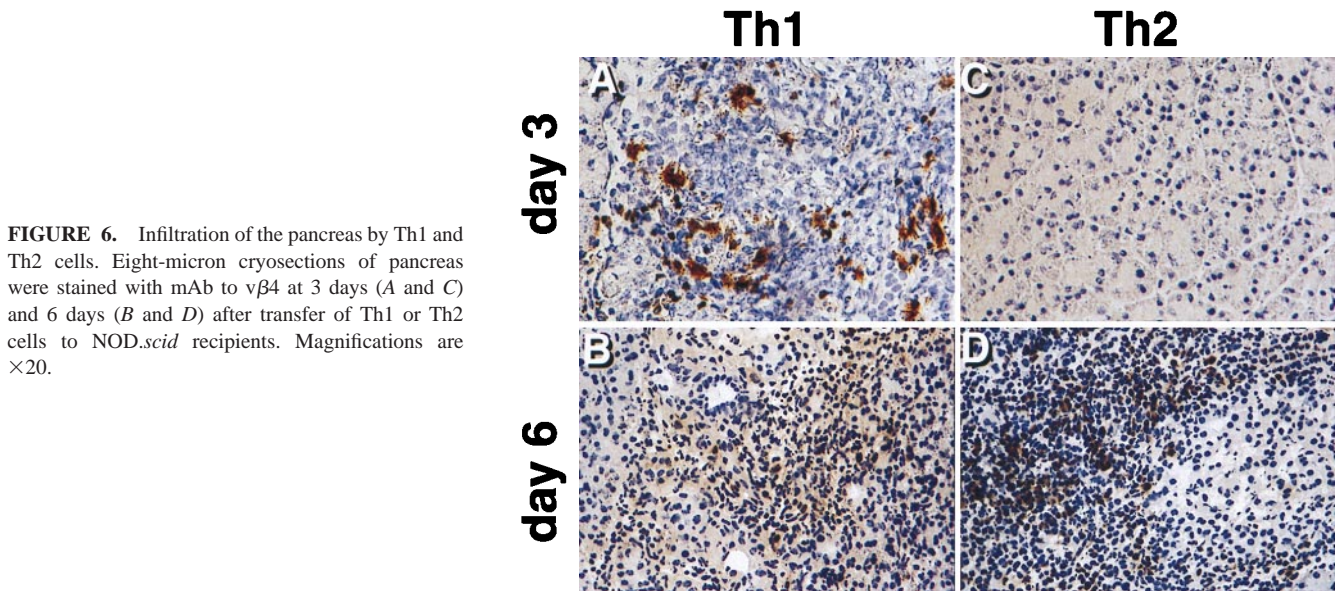 Th1 Th2
day 3
A C
FIGURE 6. Infiltration of the pancreas by Th1 and
Th2 cells. Eight-micron cryosections of pancreas
were stained with mAb to vβ4 at 3 days (A and C)
and 6 days (B and D) after transfer of Th1 or Th2
cells to NOD.scid recipients. Magnifications are
×20.
day 6
B D